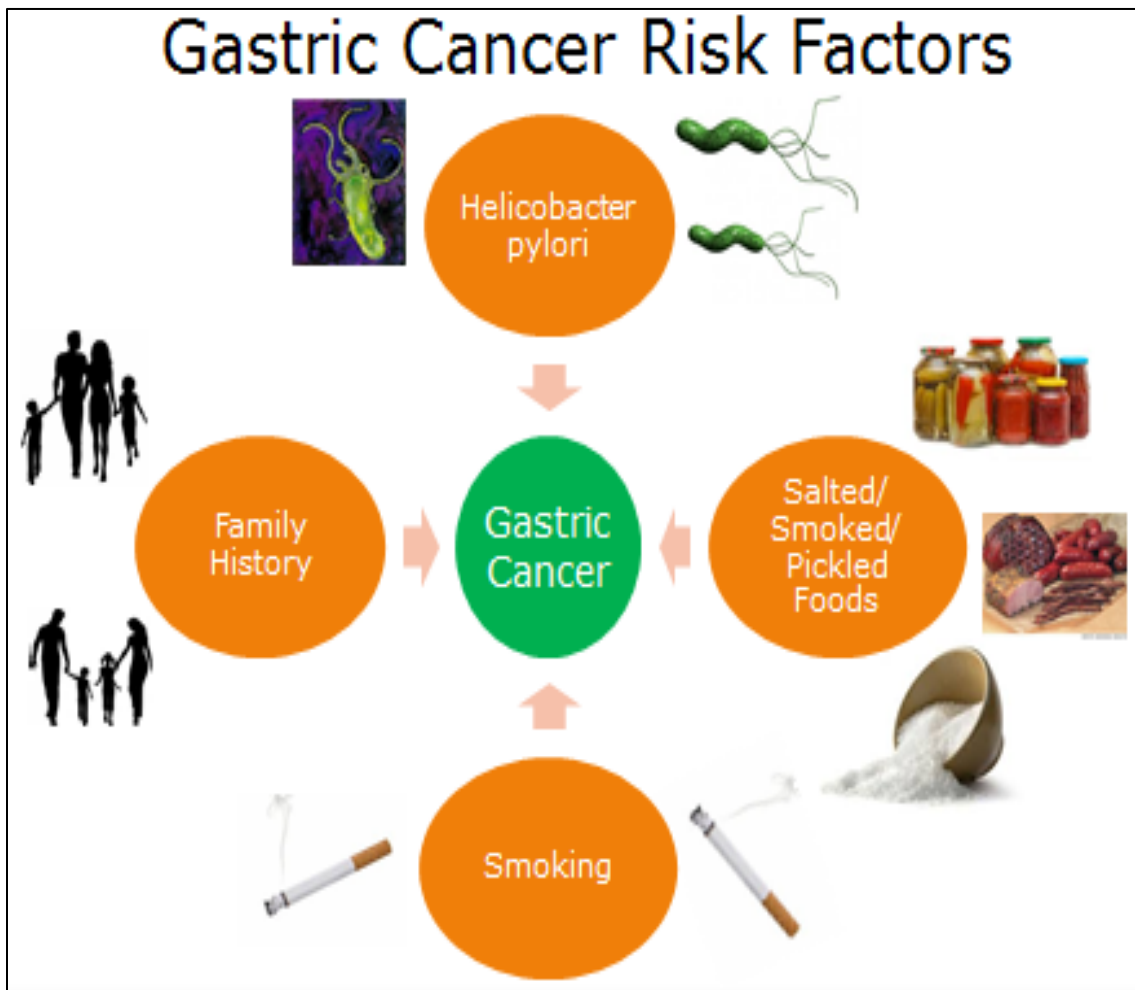 Gastric Cancer Risk Factors
Helicobacter
pylori
Family
History
Gastric
Cancer
Salted/
Smoked/
Pickled
Foods
Smoking